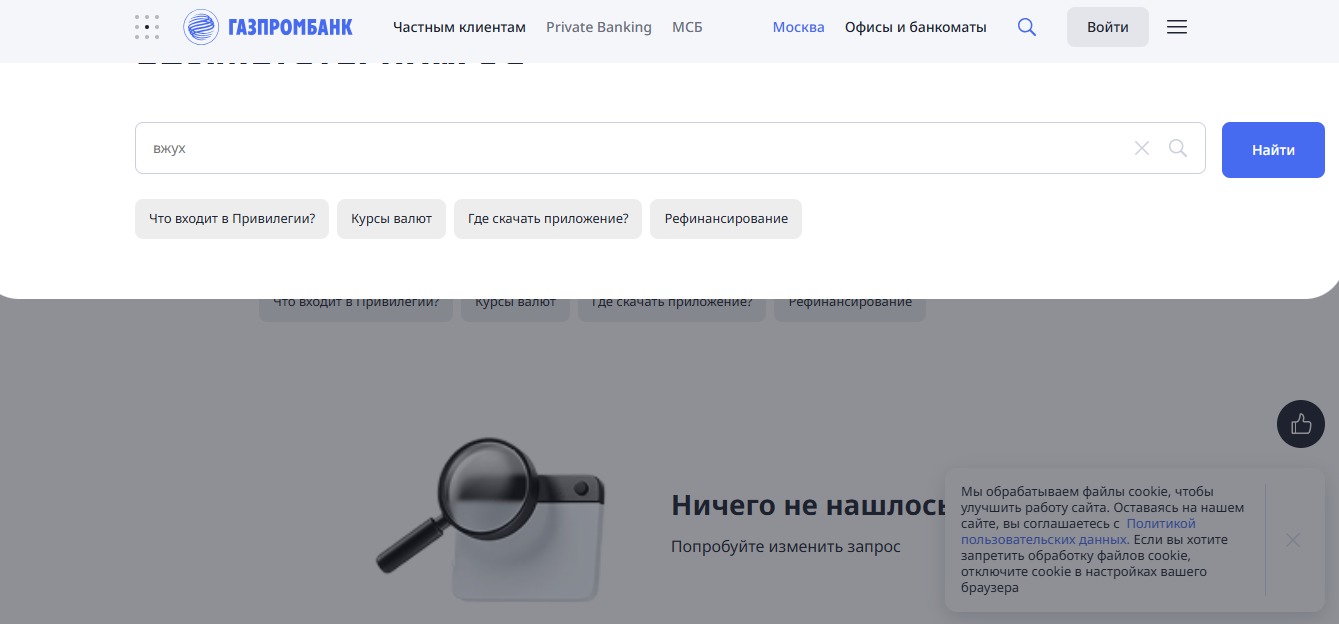 ГАЗПРОМБАНК Частным клиентам Private Banking МСБ Москва Офисы и банкоматы Войти
вжух Найти
Что входит в Привилегии? Курсы валют Где скачать приложение? Рефинансирование
Что входит в Привилегии? Курсы валют Где скачать приложение? Рефинансирование
Ничего не нашлось
Попробуйте изменить запрос
Мы обрабатываем файлы cookie, чтобы
улучшить работу сайта. Оставаясь на нашем
сайте, вы соглашаетесь с Политикой
пользовательских данных. Если вы хотите
запретить обработку файлов cookie,
отключите cookie в настройках вашего
браузера